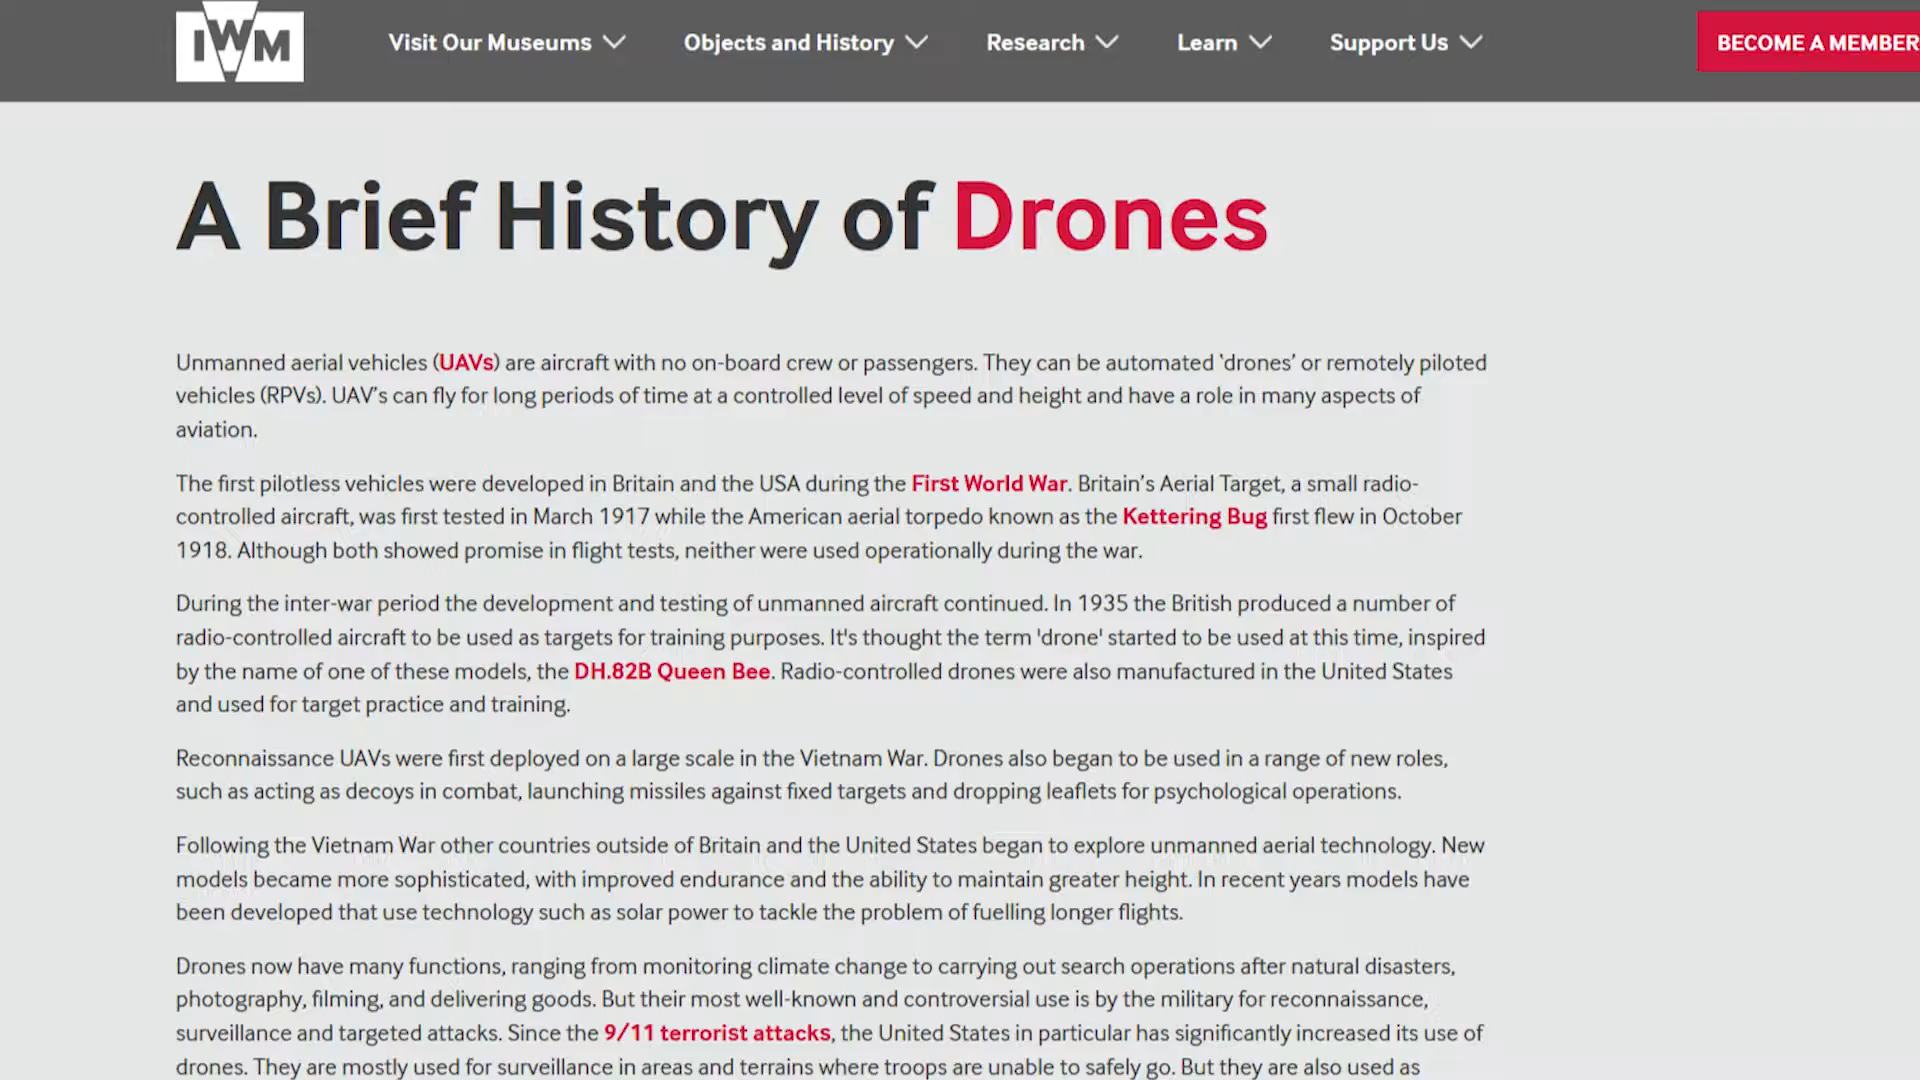 IWM
Visit Our Museums
Objects and History
Research
Learn
Support Us
BECOME A MEMBER
A Brief History of Drones
Unmanned aerial vehicles (UAVs) are aircraft with no on-board crew or passengers. They can be automated ‘drones’ or remotely piloted
vehicles (RPVs). UAV’s can fly for long periods of time at a controlled level of speed and height and have a role in many aspects of
aviation.
The first pilotless vehicles were developed in Britain and the USA during the First World War. Britain’s Aerial Target, a small radio-
controlled aircraft, was first tested in March 1917 while the American aerial torpedo known as the Kettering Bug first flew in October
1918. Although both showed promise in flight tests, neither were used operationally during the war.
During the inter-war period the development and testing of unmanned aircraft continued. In 1935 the British produced a number of
radio-controlled aircraft to be used as targets for training purposes. It's thought the term 'drone' started to be used at this time, inspired
by the name of one of these models, the DH.82B Queen Bee. Radio-controlled drones were also manufactured in the United States
and used for target practice and training.
Reconnaissance UAVs were first deployed on a large scale in the Vietnam War. Drones also began to be used in a range of new roles,
such as acting as decoys in combat, launching missiles against fixed targets and dropping leaflets for psychological operations.
Following the Vietnam War other countries outside of Britain and the United States began to explore unmanned aerial technology. New
models became more sophisticated, with improved endurance and the ability to maintain greater height. In recent years models have
been developed that use technology such as solar power to tackle the problem of fuelling longer flights.
Drones now have many functions, ranging from monitoring climate change to carrying out search operations after natural disasters,
photography, filming, and delivering goods. But their most well-known and controversial use is by the military for reconnaissance,
surveillance and targeted attacks. Since the 9/11 terrorist attacks, the United States in particular has significantly increased its use of
drones. They are mostly used for surveillance in areas and terrains where troops are unable to safely go. But they are also used as